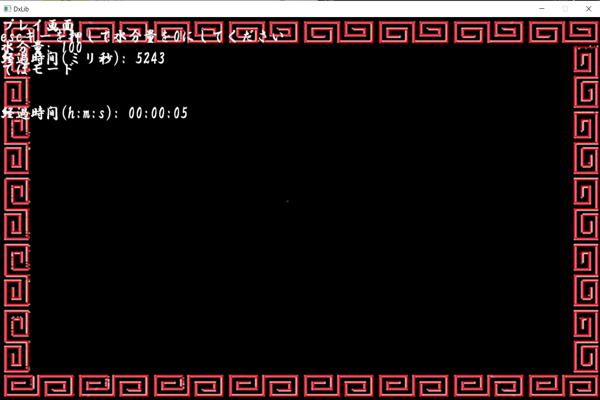 DxLib
プレイ画面
escキーを押して水分量を0にしてください
水分量: 100
経過時間(ミリ秒): 5243
てばモード
経過時間(h:m:s): 00:00:05